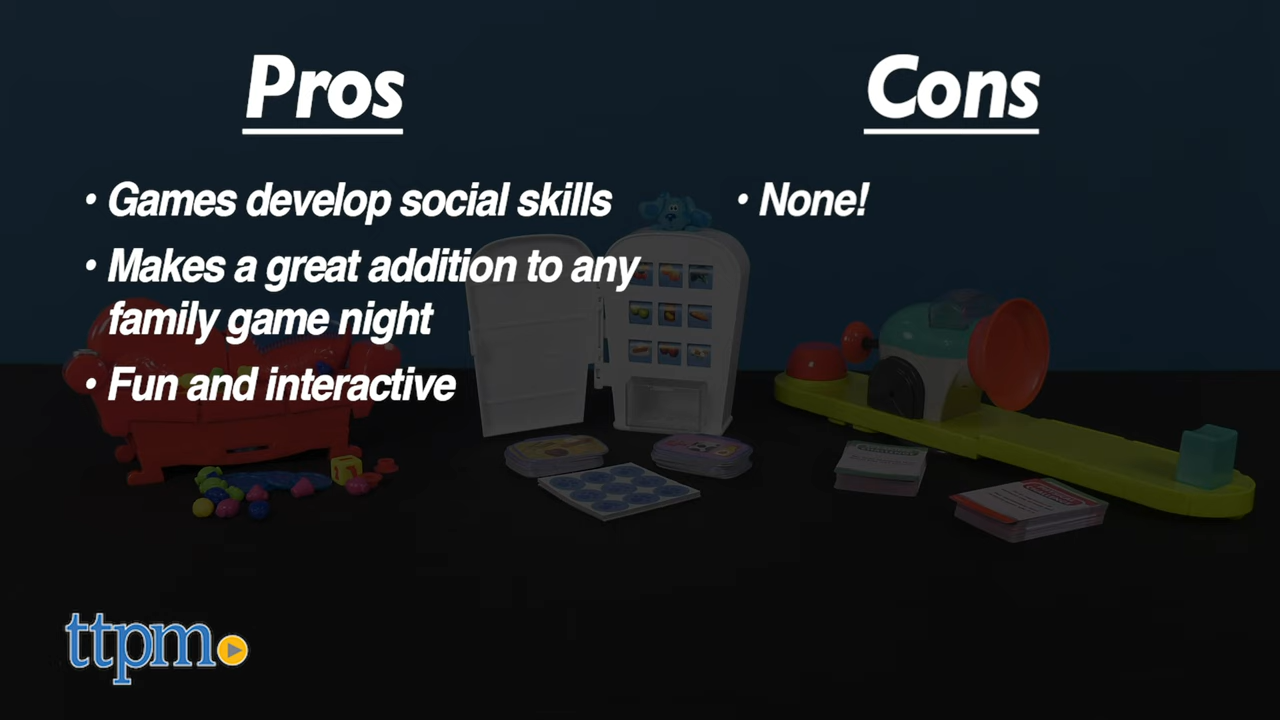 Pros
• Games develop social skills
• Makes a great addition to any
family game night
• Fun and interactive
Cons
• None!
ttpm